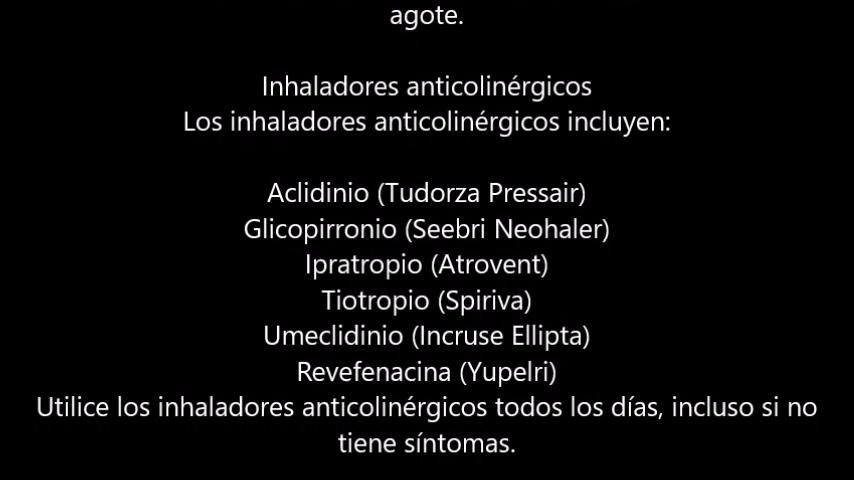 agote.
Inhaladores anticolinérgicos
Los inhaladores anticolinérgicos incluyen:
Aclidinio (Tudorza Pressair)
Glicopirronio (Seebri Neohaler)
Ipratropio (Atrovent)
Tiotropio (Spiriva)
Umeclidinio (Incruse Ellipta)
Revefenacina (Yupelri)
Utilice los inhaladores anticolinérgicos todos los días, incluso si no
tiene síntomas.